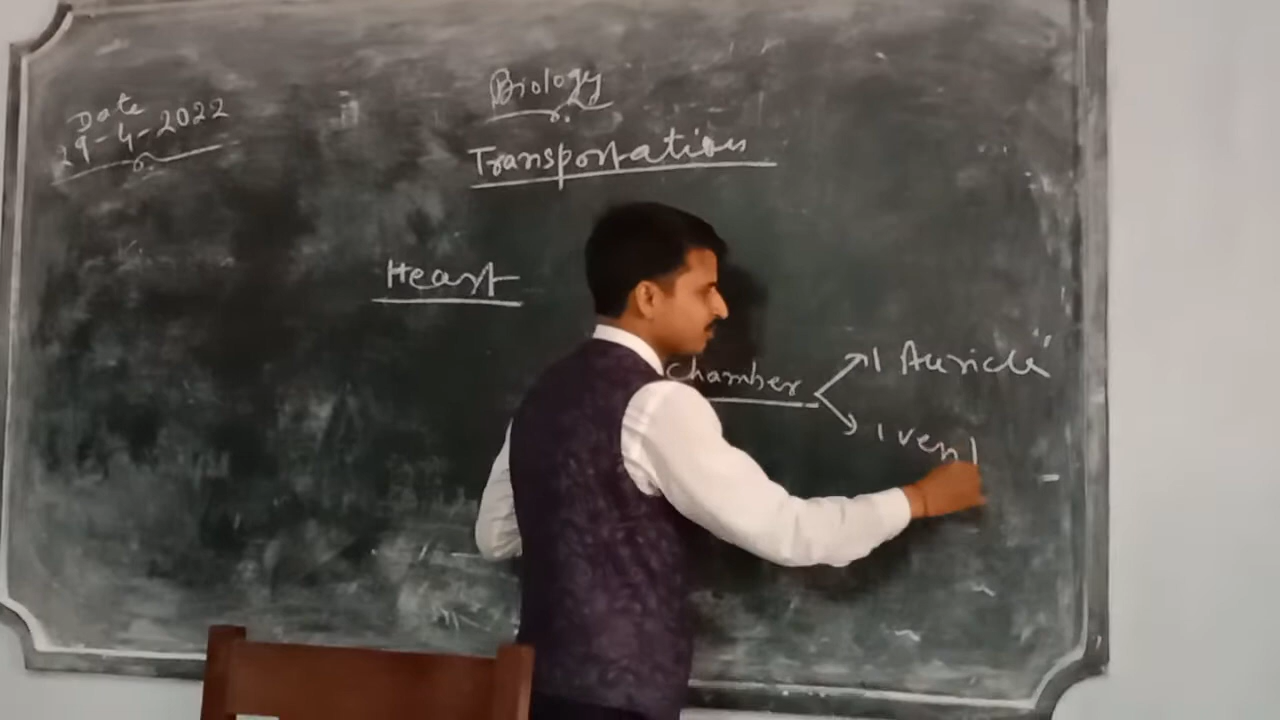 Biology
Date
29-4-2022
Transportation
Heart
chamber
1 Auricle
1 vent